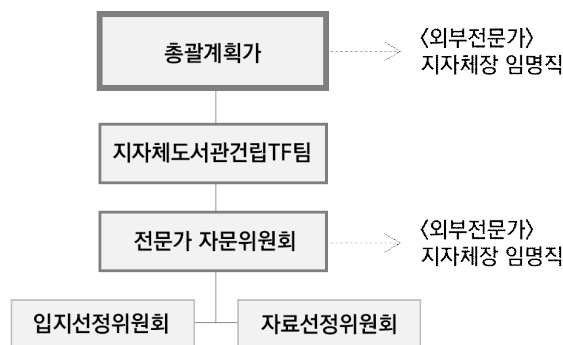 총괄계획가
〈외부전문가〉
지자체장 임명직
지자체도서관건립TF팀
전문가 자문위원회
〈외부전문가〉
지자체장 임명직
입지선정위원회
자료선정위원회